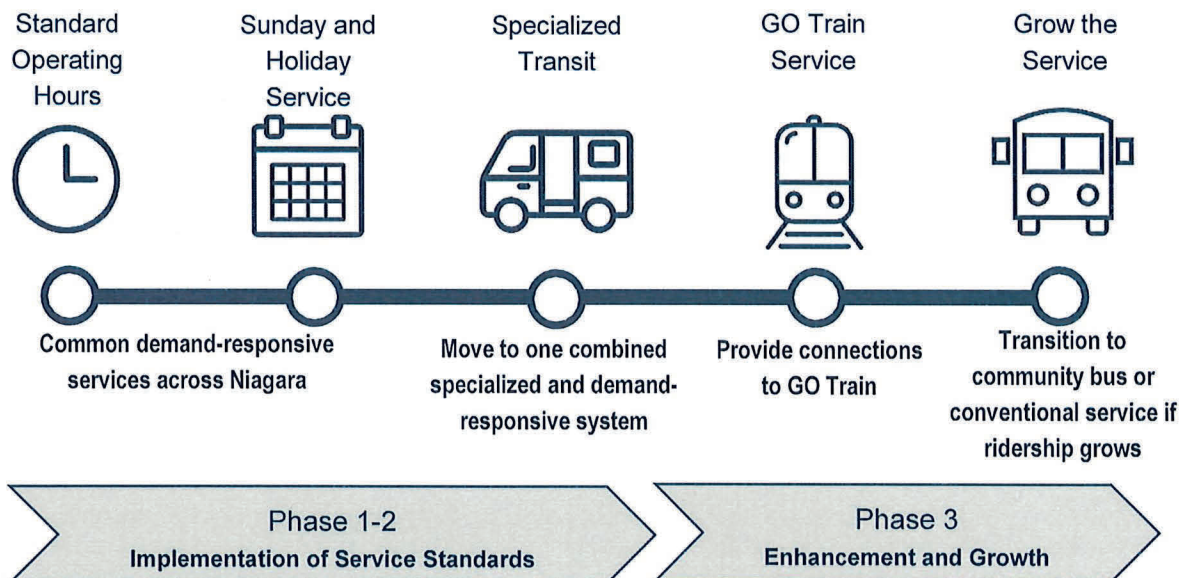 Standard
Operating
Hours
Sunday and
Holiday
Service
Specialized
Transit
GO Train
Service
Grow the
Service
Common demand-responsive
services across Niagara
Move to one combined
specialized and demand-
responsive system
Provide connections
to GO Train
Transition to
community bus or
conventional service if
ridership grows
Phase 1-2
Implementation of Service Standards
Phase 3
Enhancement and Growth